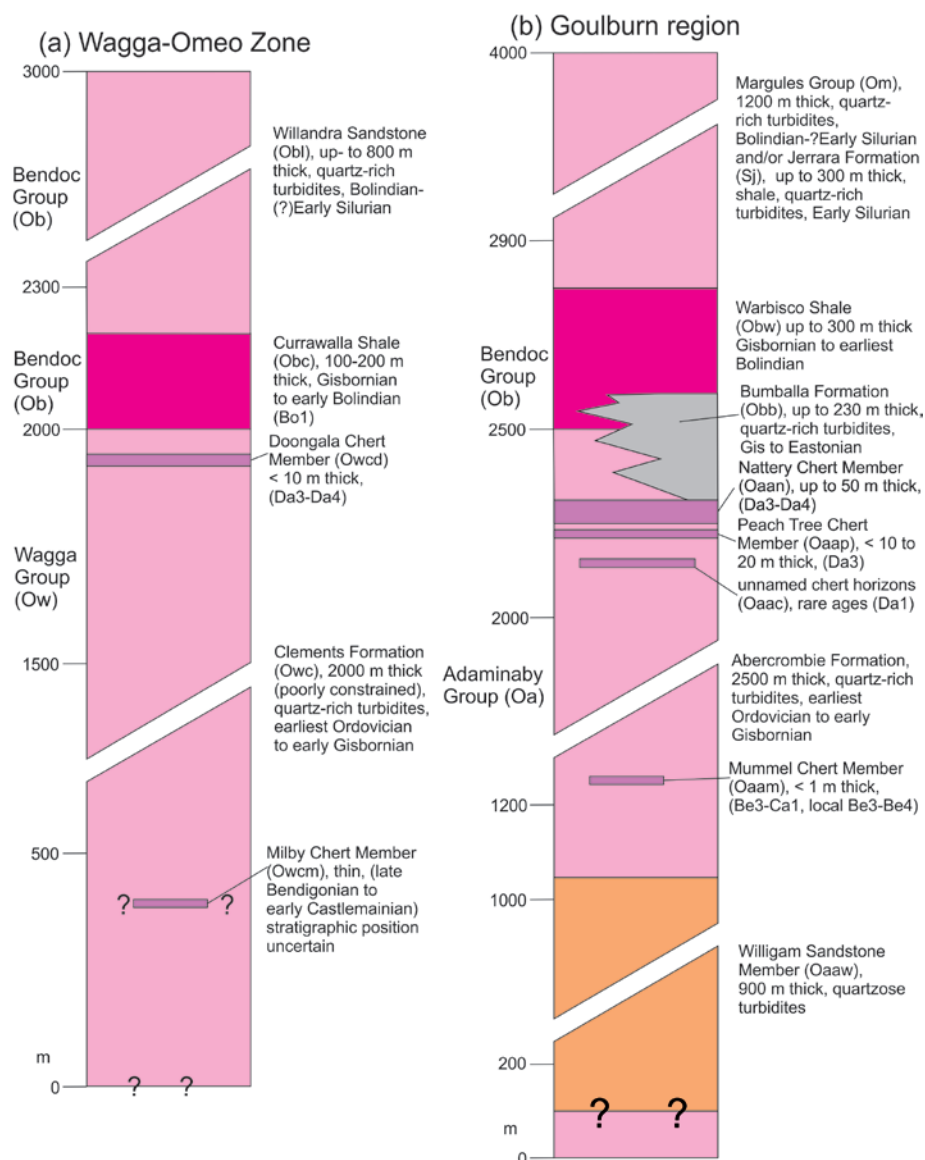 (a) Wagga-Omeo Zone
3000
Bendoc
Group
(Ob)
2300
Bendoc
Group
(Ob)
2000
Wagga
Group
(Ow)
1500
500
m
0
? ?
? ?
Willandra Sandstone
(Obl), up- to 800 m
thick, quartz-rich
turbidites, Bolindian-
(?)Early Silurian
Currawalla Shale
(Obc), 100-200 m
thick, Gisbornian
to early Bolindian
(Bo1)
Doongala Chert
Member (Owcd)
< 10 m thick,
(Da3-Da4)
Clements Formation
(Owc), 2000 m thick
(poorly constrained),
quartz-rich turbidites,
earliest Ordovician
to early Gisbornian
Milby Chert Member
(Owcm), thin, (late
Bendigonian to
early Castlemainian)
stratigraphic position
uncertain
(b) Goulburn region
4000
2900
Bendoc
Group
(Ob)
2500
2000
Adaminaby
Group (Oa)
1200
1000
200
m
0
? ?
Margules Group (Om),
1200 m thick, quartz-
rich turbidites,
Bolindian-?Early Silurian
and/or Jerrara Formation
(Sj), up to 300 m thick,
shale, quartz-rich
turbidites, Early Silurian
Warbisco Shale
(Obw) up to 300 m thick
Gisbornian to earliest
Bolindian
Bumballa Formation
(Obb), up to 230 m thick,
quartz-rich turbidites,
Gis to Eastonian
Nattery Chert Member
(Oaan), up to 50 m thick,
(Da3-Da4)
Peach Tree Chert
Member (Oaap), < 10 to
20 m thick, (Da3)
unnamed chert horizons
(Oaac), rare ages (Da1)
Abercrombie Formation,
2500 m thick, quartz-rich
turbidites, earliest
Ordovician to early
Gisbornian
Mummel Chert Member
(Oaam), < 1 m thick,
(Be3-Ca1, local Be3-Be4)
Willigam Sandstone
Member (Oaaw),
900 m thick, quartzose
turbidites